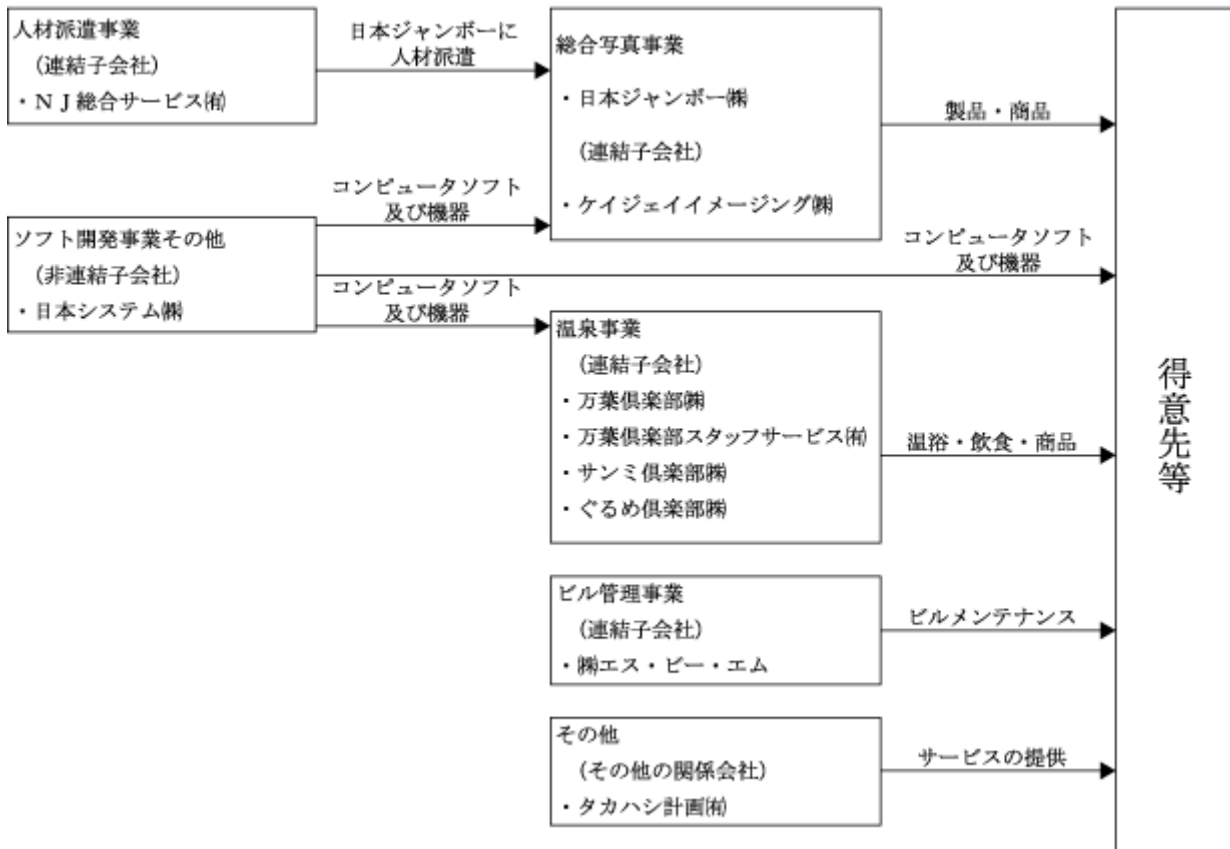 人材派遣事業
(連結子会社)
・ＮＪ総合サービス㈲
日本ジャンボーに
人材派遣
総合写真事業
・日本ジャンボー㈱
(連結子会社)
・ケイジェイイメージング㈱
製品・商品
ソフト開発事業その他
(非連結子会社)
・日本システム㈱
コンピュータソフト
及び機器
コンピュータソフト
及び機器
コンピュータソフト
及び機器
温泉事業
(連結子会社)
・万葉倶楽部㈱
・万葉倶楽部スタッフサービス㈲
・サンミ倶楽部㈱
・ぐるめ倶楽部㈱
温浴・飲食・商品
ビル管理事業
(連結子会社)
・㈱エス・ビー・エム
ビルメンテナンス
その他
(その他の関係会社)
・タカハシ計画㈲
サービスの提供
得意先等